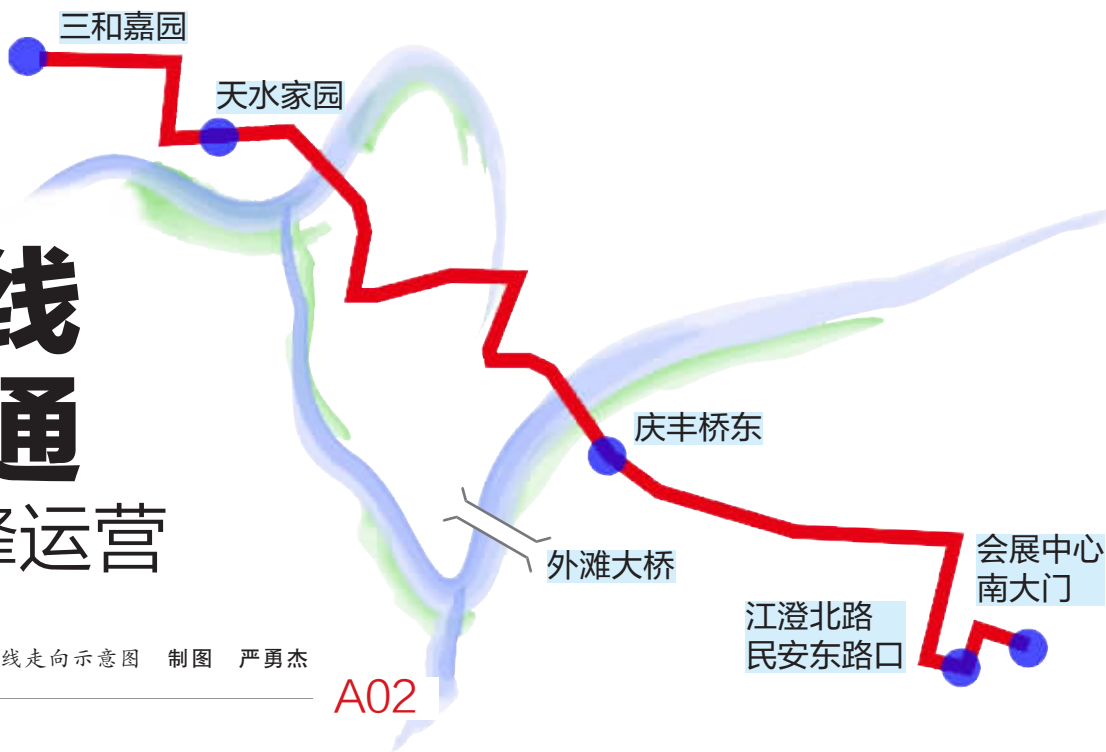 三和嘉园
天水家园
线
通
运营
庆丰桥东
外滩大桥
会展中心
南大门
江澄北路
民安东路口
线走向示意图 制图 严勇杰
A02